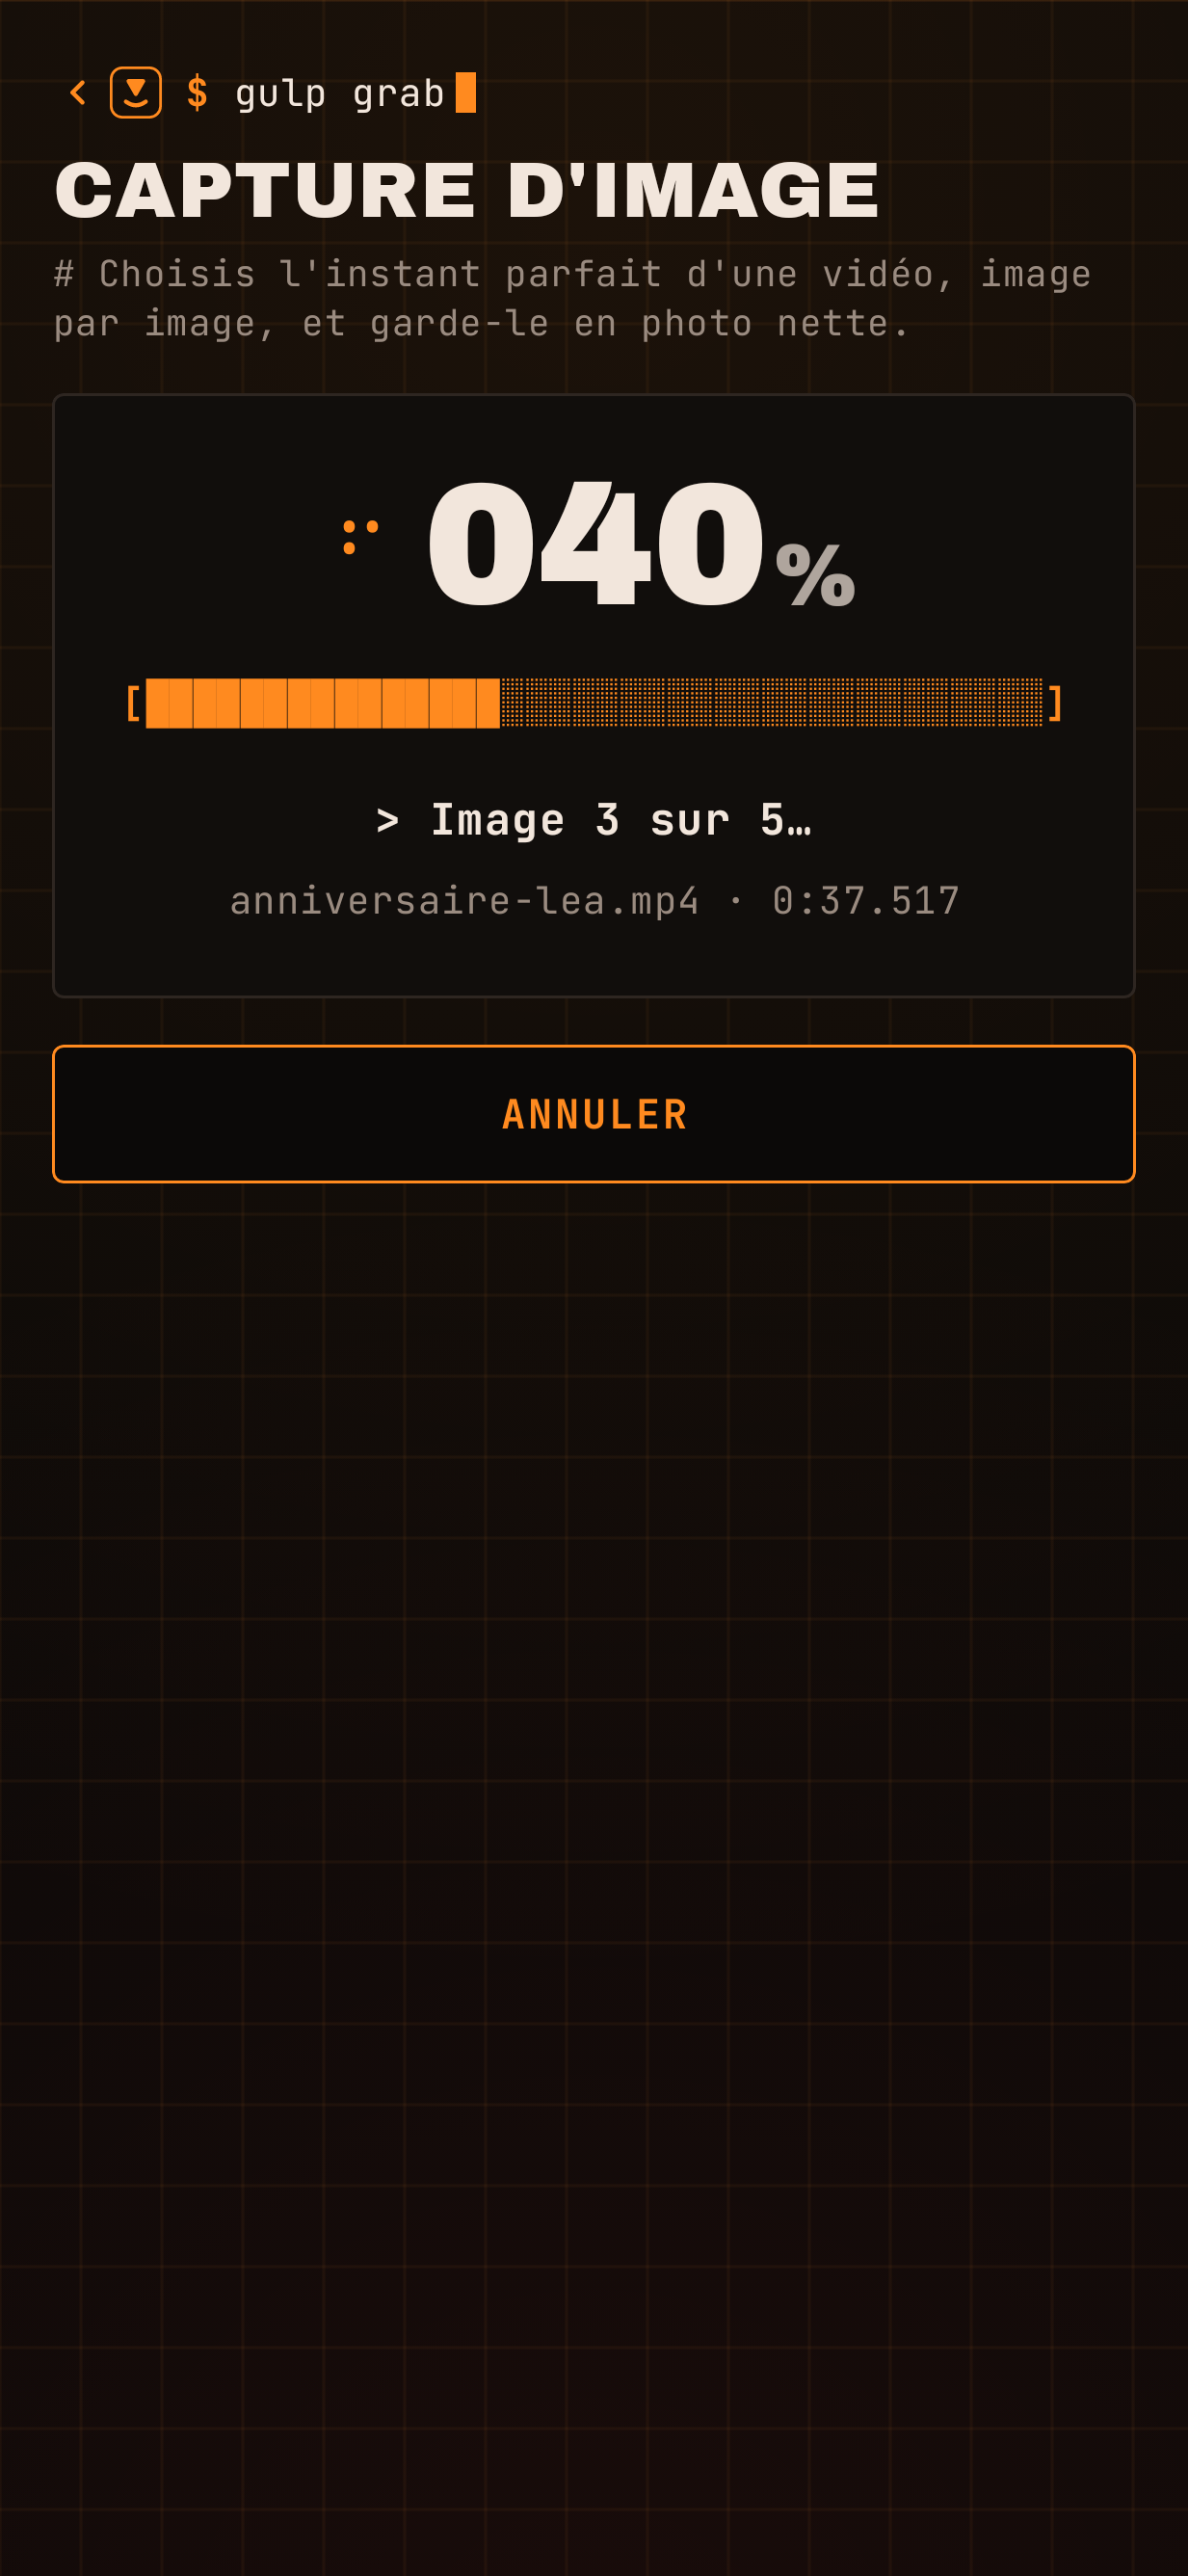 $ gulp grab
CAPTURE D'IMAGE
# Choisis l'instant parfait d'une vidéo, image
par image, et garde-le en photo nette.
040%
[███████████████░░░░░░░░░░░░░░░░░░░░░░░]
> Image 3 sur 5…
anniversaire-lea.mp4 · 0:37.517
ANNULER